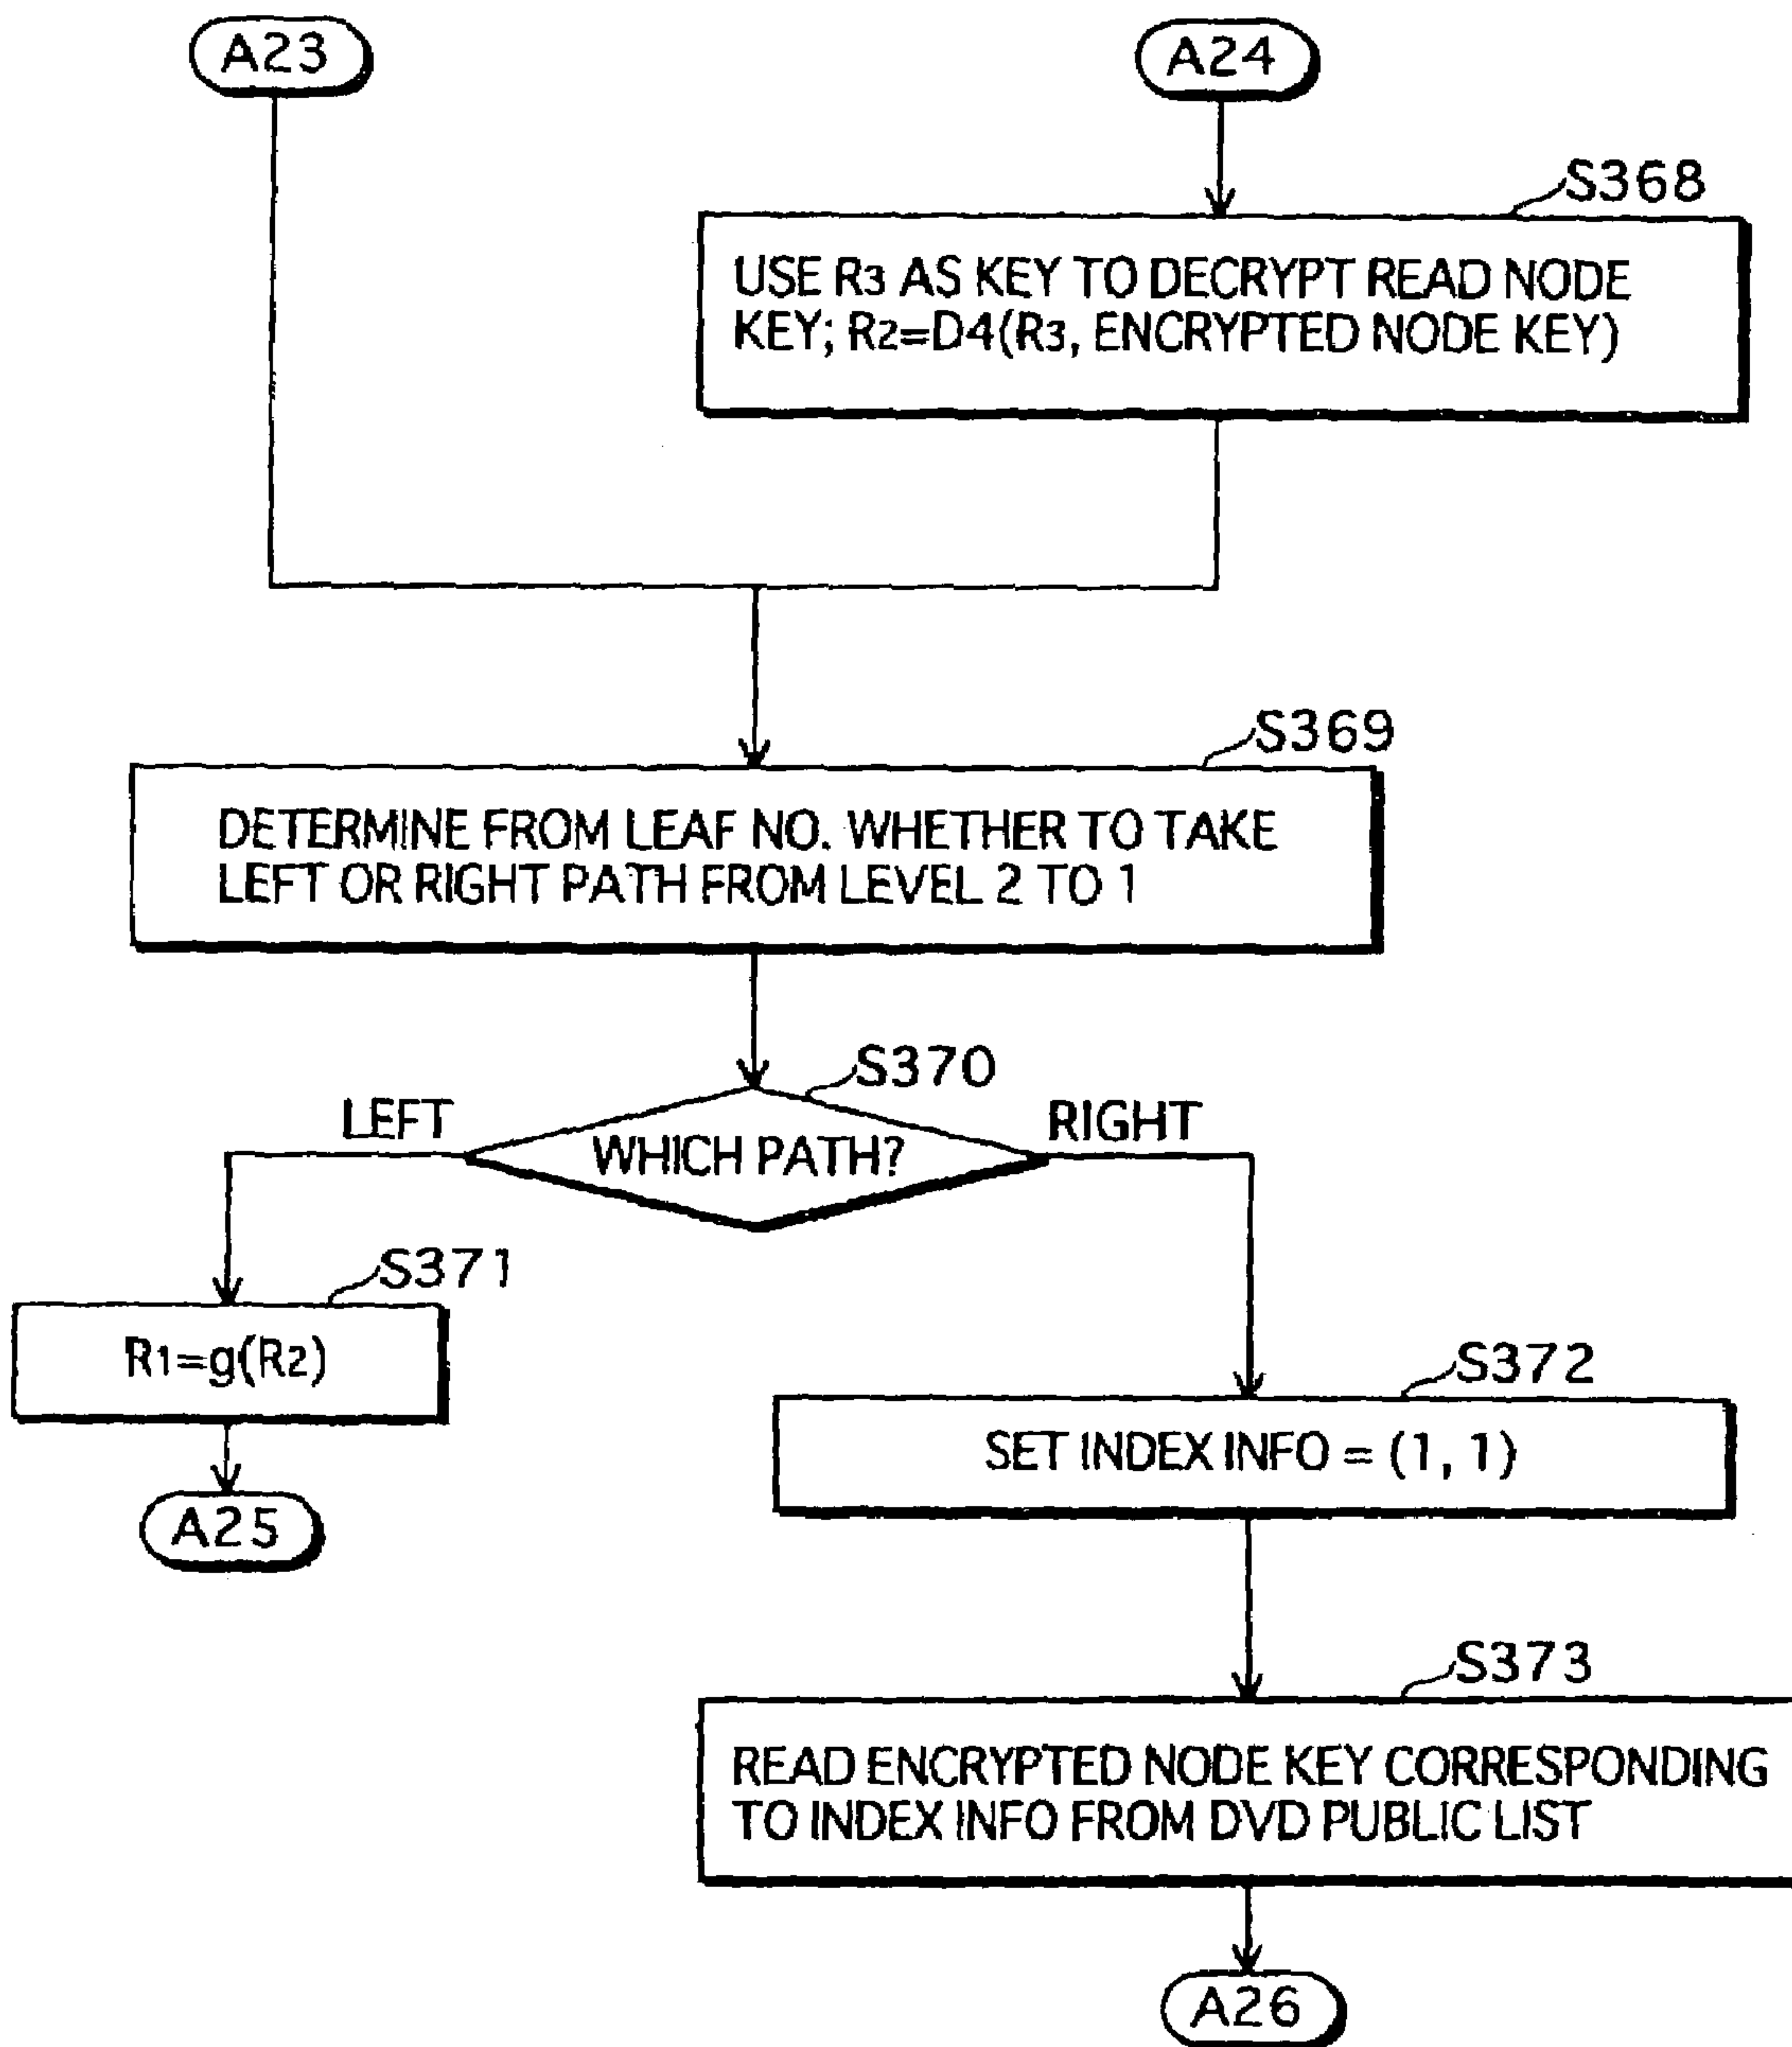 A23
A24
S368
USE R3 AS KEY TO DECRYPT READ NODE
KEY; R2=D4(R3, ENCRYPTED NODE KEY)
S369
DETERMINE FROM LEAF NO. WHETHER TO TAKE
LEFT OR RIGHT PATH FROM LEVEL 2 TO 1
S370
LEFT
WHICH PATH?
RIGHT
S371
R1=g(R2)
A25
S372
SET INDEX INFO = (1, 1)
S373
READ ENCRYPTED NODE KEY CORRESPONDING
TO INDEX INFO FROM DVD PUBLIC LIST
A26